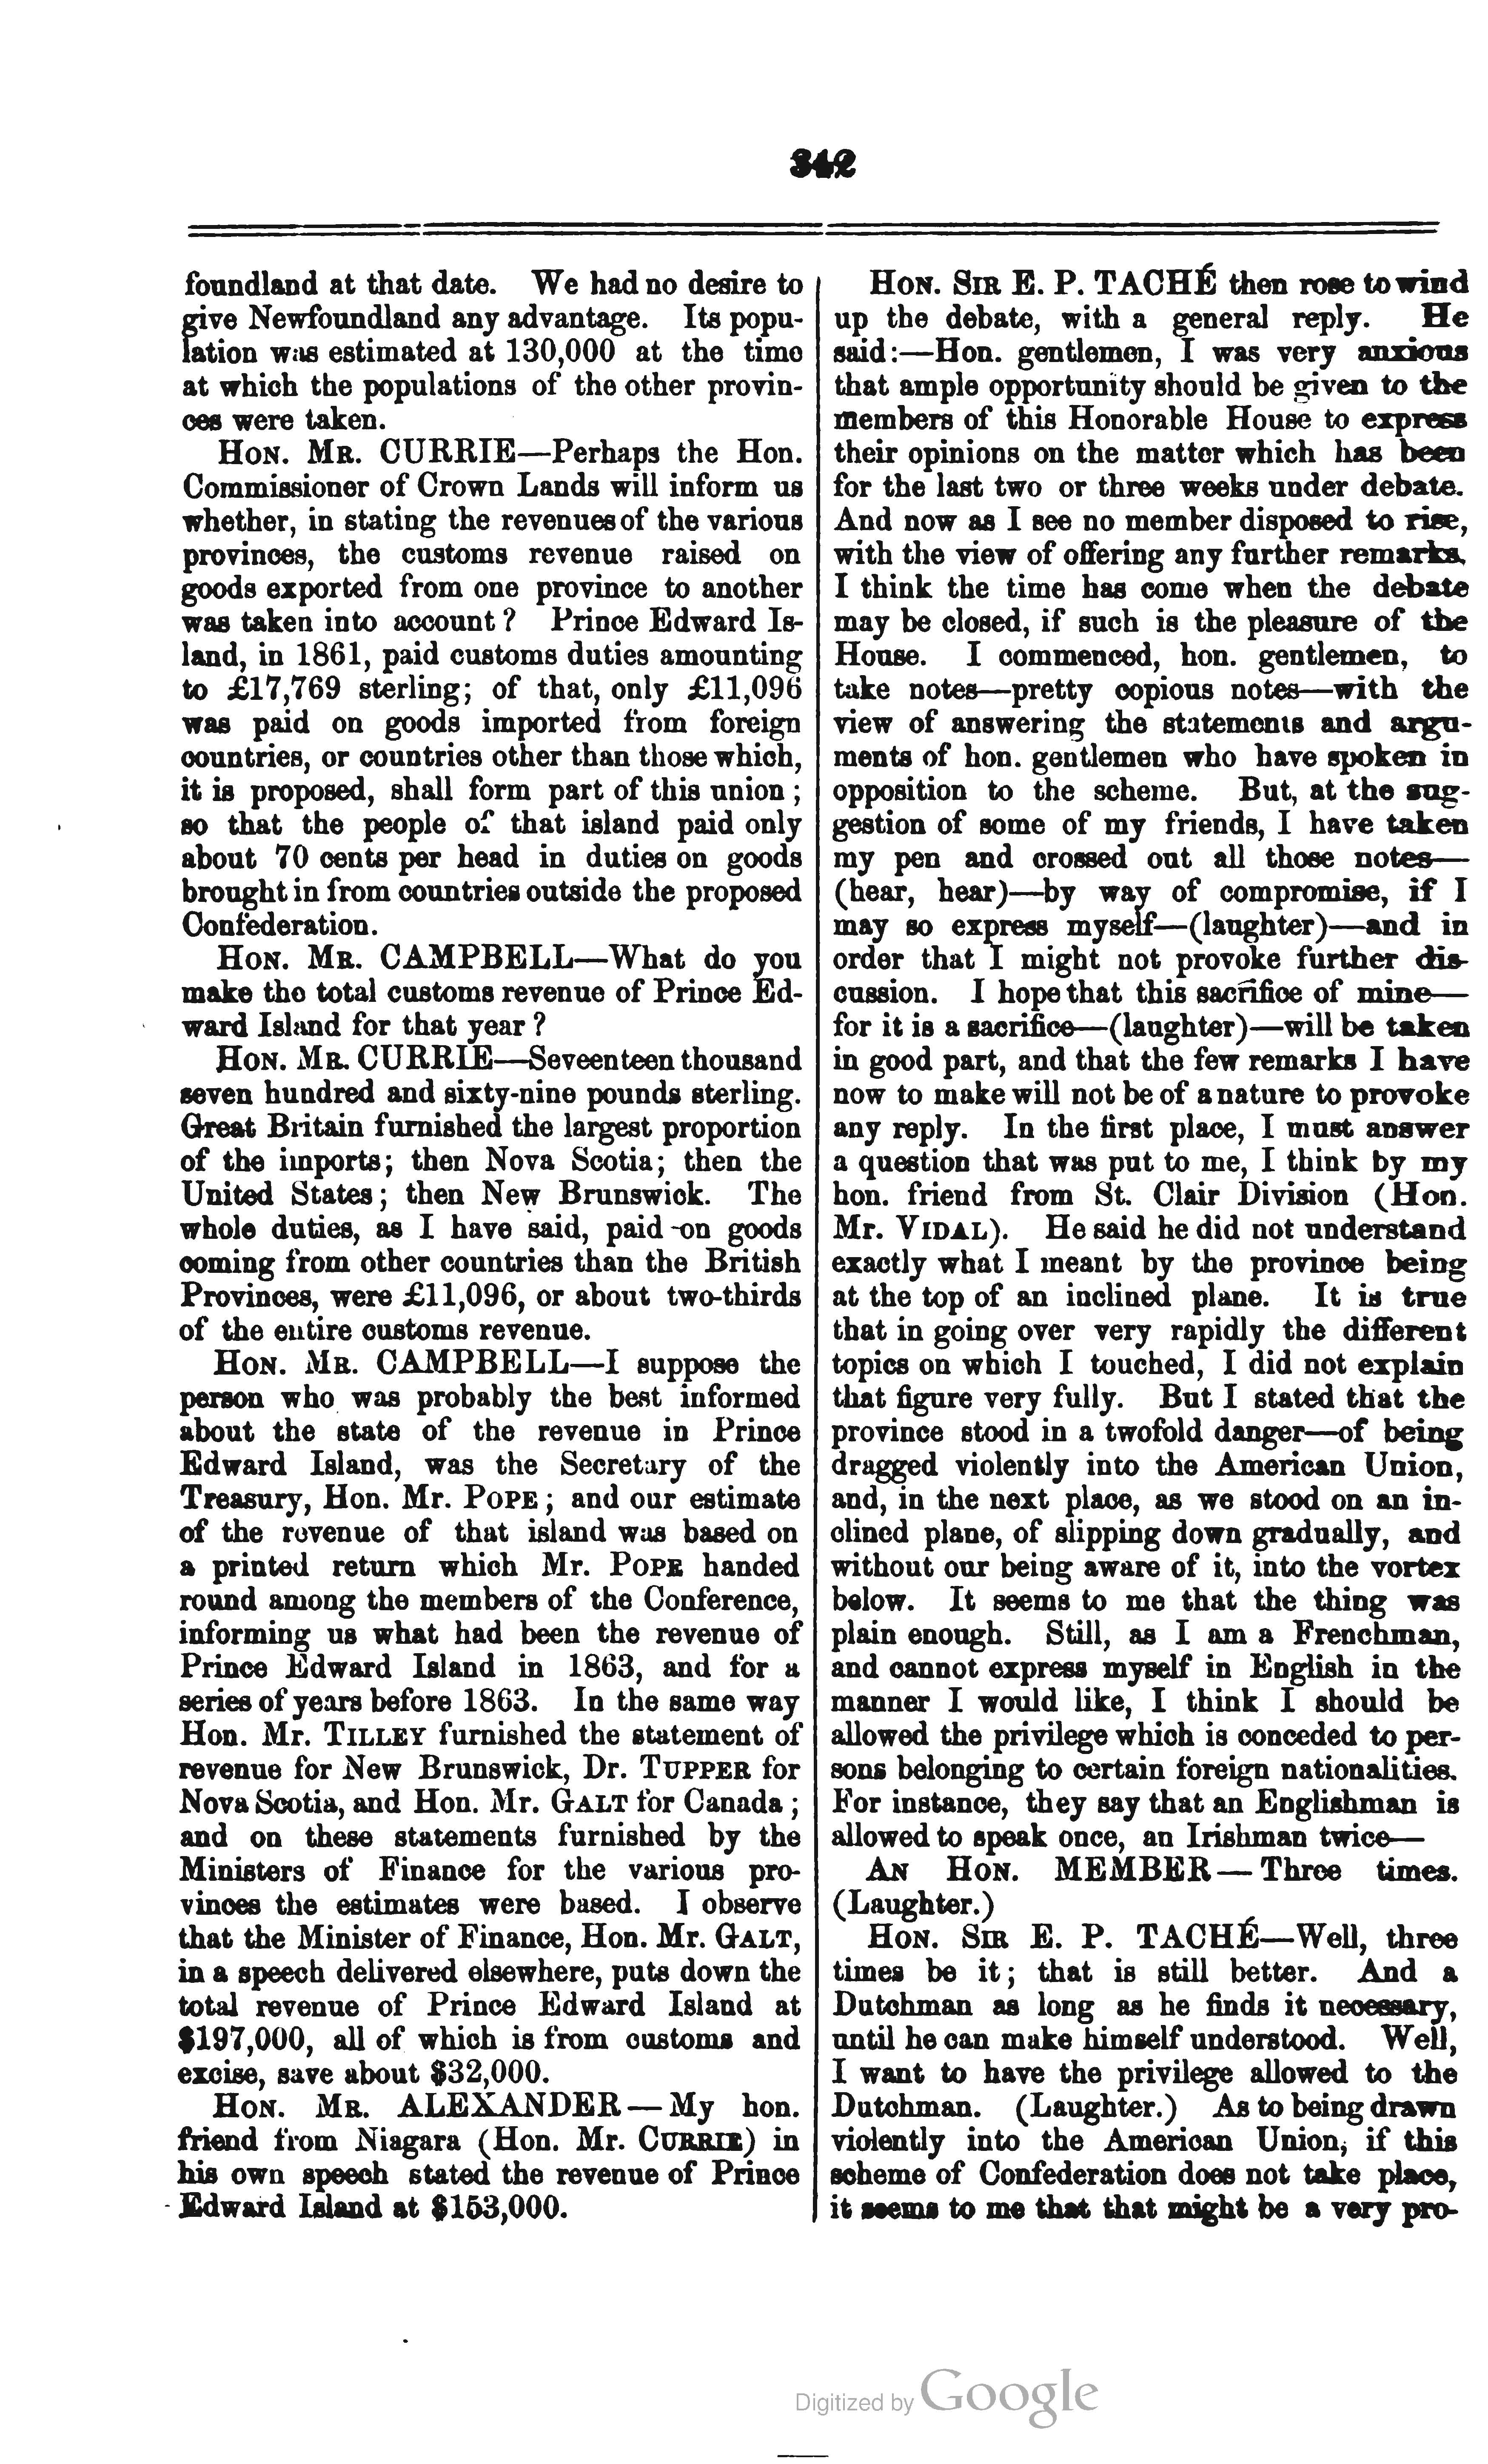 342
foundland at that date. We had no desire to
give Newfoundland any advantage. Its popu-
lation was estimated at 130,000 at the time
at which the populations of the other provin-
ces were taken.
HON. MR. CURRIE—Perhaps the Hon.
Commissioner of Crown Lands will inform us
whether, in stating the revenues of the various
provinces, the customs revenue raised on
goods exported from one province to another
was taken into account? Prince Edward Is-
land, in 1861, paid customs duties amounting
to £17,769 sterling; of that, only £11,096
was paid on goods imported from foreign
countries, or countries other than those which,
it is proposed, shall form part of this union;
so that the people of that island paid only
about 70 cents per head in duties on goods
brought in from countries outside the proposed
Confederation.
HON. MR. CAMPBELL—What do you
make the total customs revenue of Prince Ed-
ward Island for that year?
HON. MR. CURRIE—Seveenteen thousand
seven hundred and sixty-nine pounds sterling.
Great Britain furnished the largest proportion
of the imports; then Nova Scotia; then the
United States; then New Brunswick. The
whole duties, as I have said, paid on goods
coming from other countries than the British
Provinces, were £11,096, or about two-thirds
of the entire customs revenue.
HON. MR. CAMPBELL—I suppose the
person who was probably the best informed
about the state of the revenue in Prince
Edward Island, was the Secretary of the
Treasury, Hon. Mr. POPE; and our estimate
of the revenue of that island was based on
a printed return which Mr. POPE handed
round among the members of the Conference,
informing us what had been the revenue of
Prince Edward Island in 1863, and for a
series of years before 1863. In the same way
Hon. Mr. TILLEY furnished the statement of
revenue for New Brunswick, Dr. TUPPER for
Nova Scotia, and Hon. Mr. GALT for Canada;
and on these statements furnished by the
Ministers of Finance for the various pro-
vinces the estimates were based. I observe
that the Minister of Finance, Hon. Mr. GALT,
in a speech delivered elsewhere, puts down the
total revenue of Prince Edward Island at
$197,000, all of which is from customs and
excise, save about $32,000.
HON. MR. ALEXANDER—My hon.
friend from Niagara (Hon. Mr. CURRIE) in
his own speech stated the revenue of Prince
Edward Island at $153,000.
HON. SIR E. P. TACHÉ then rose to wind
up the debate, with a general reply. He
said:—Hon. gentlemen, I was very anxious
that ample opportunity should be given to the
members of this Honorable House to express
their opinions on the matter which has been
for the last two or three weeks under debate.
And now as I see no member disposed to rise,
with the view of offering any further remarks,
I think the time has come when the debate
may be closed, if such is the pleasure of the
House. I commenced, hon. gentlemen, to
take notes—pretty copious notes—with the
view of answering the statements and argu-
ments of hon. gentlemen who have spoken in
opposition to the scheme. But, at the sug-
gestion of some of my friends, I have taken
my pen and crossed out all those notes—
(hear, hear)—by way of compromise, if I
may so express myself—(laughter)—and in
order that I might not provoke further dis-
cussion. I hope that this sacrifice of mine—
for it is a sacrifice—(laughter)—will be taken
in good part, and that the few remarks I have
now to make will not be of a nature to provoke
any reply. In the first place, I must answer
a question that was put to me, I think by my
hon. friend from St. Clair Division (Hon.
Mr. VIDAL). He said he did not understand
exactly what I meant by the province being
at the top of an inclined plane. It is true
that in going over very rapidly the different
topics on which I touched, I did not explain
that figure very fully. But I stated that the
province stood in a twofold danger—of being
dragged violently into the American Union,
and, in the next place, as we stood on an in-
clined plane, of slipping down gradually, and
without our being aware of it, into the vortex
below. It seems to me that the thing was
plain enough. Still, as I am a Frenchman,
and cannot express myself in English in the
manner I would like, I think I should be
allowed the privilege which is conceded to per-
sons belonging to certain foreign nationalities.
For instance, they say that an Englishman is
allowed to speak once, an Irishman twice—
AN HON. MEMBER—Three times.
(Laughter.)
HON. SIR E. P. TACHÉ—Well, three
times be it; that is still better. And a
Dutchman as long as he finds it necessary,
until he can make himself understood. Well,
I want to have the privilege allowed to the
Dutchman. (Laughter.) As to being drawn
violently into the American Union, if this
scheme of Confederation does not take place,
it seems to me that that might be a very pro-
Digitized by Google